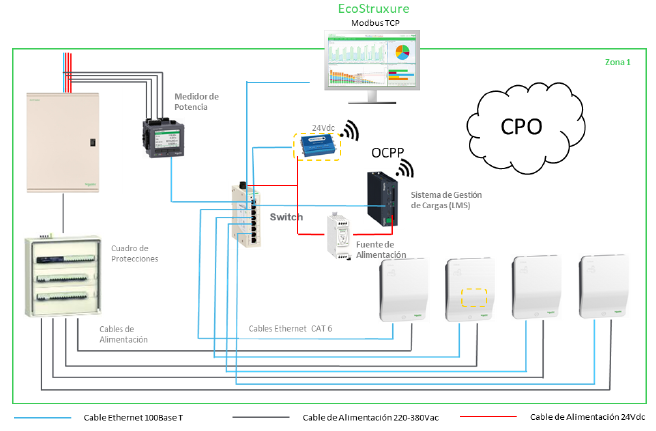 EcoStruxure
Modbus TCP
Zona 1
Medidor de
Potencia
24Vdc
CPO
OCPP
Sistema de Gestión
de Cargas (LMS)
Switch
Cuadro de
Protecciones
Fuente de
Alimentación
Cables de
Alimentación
Cables Ethernet CAT 6
Cable Ethernet 100Base T
Cable de Alimentación 220-380Vac
Cable de Alimentación 24Vdc